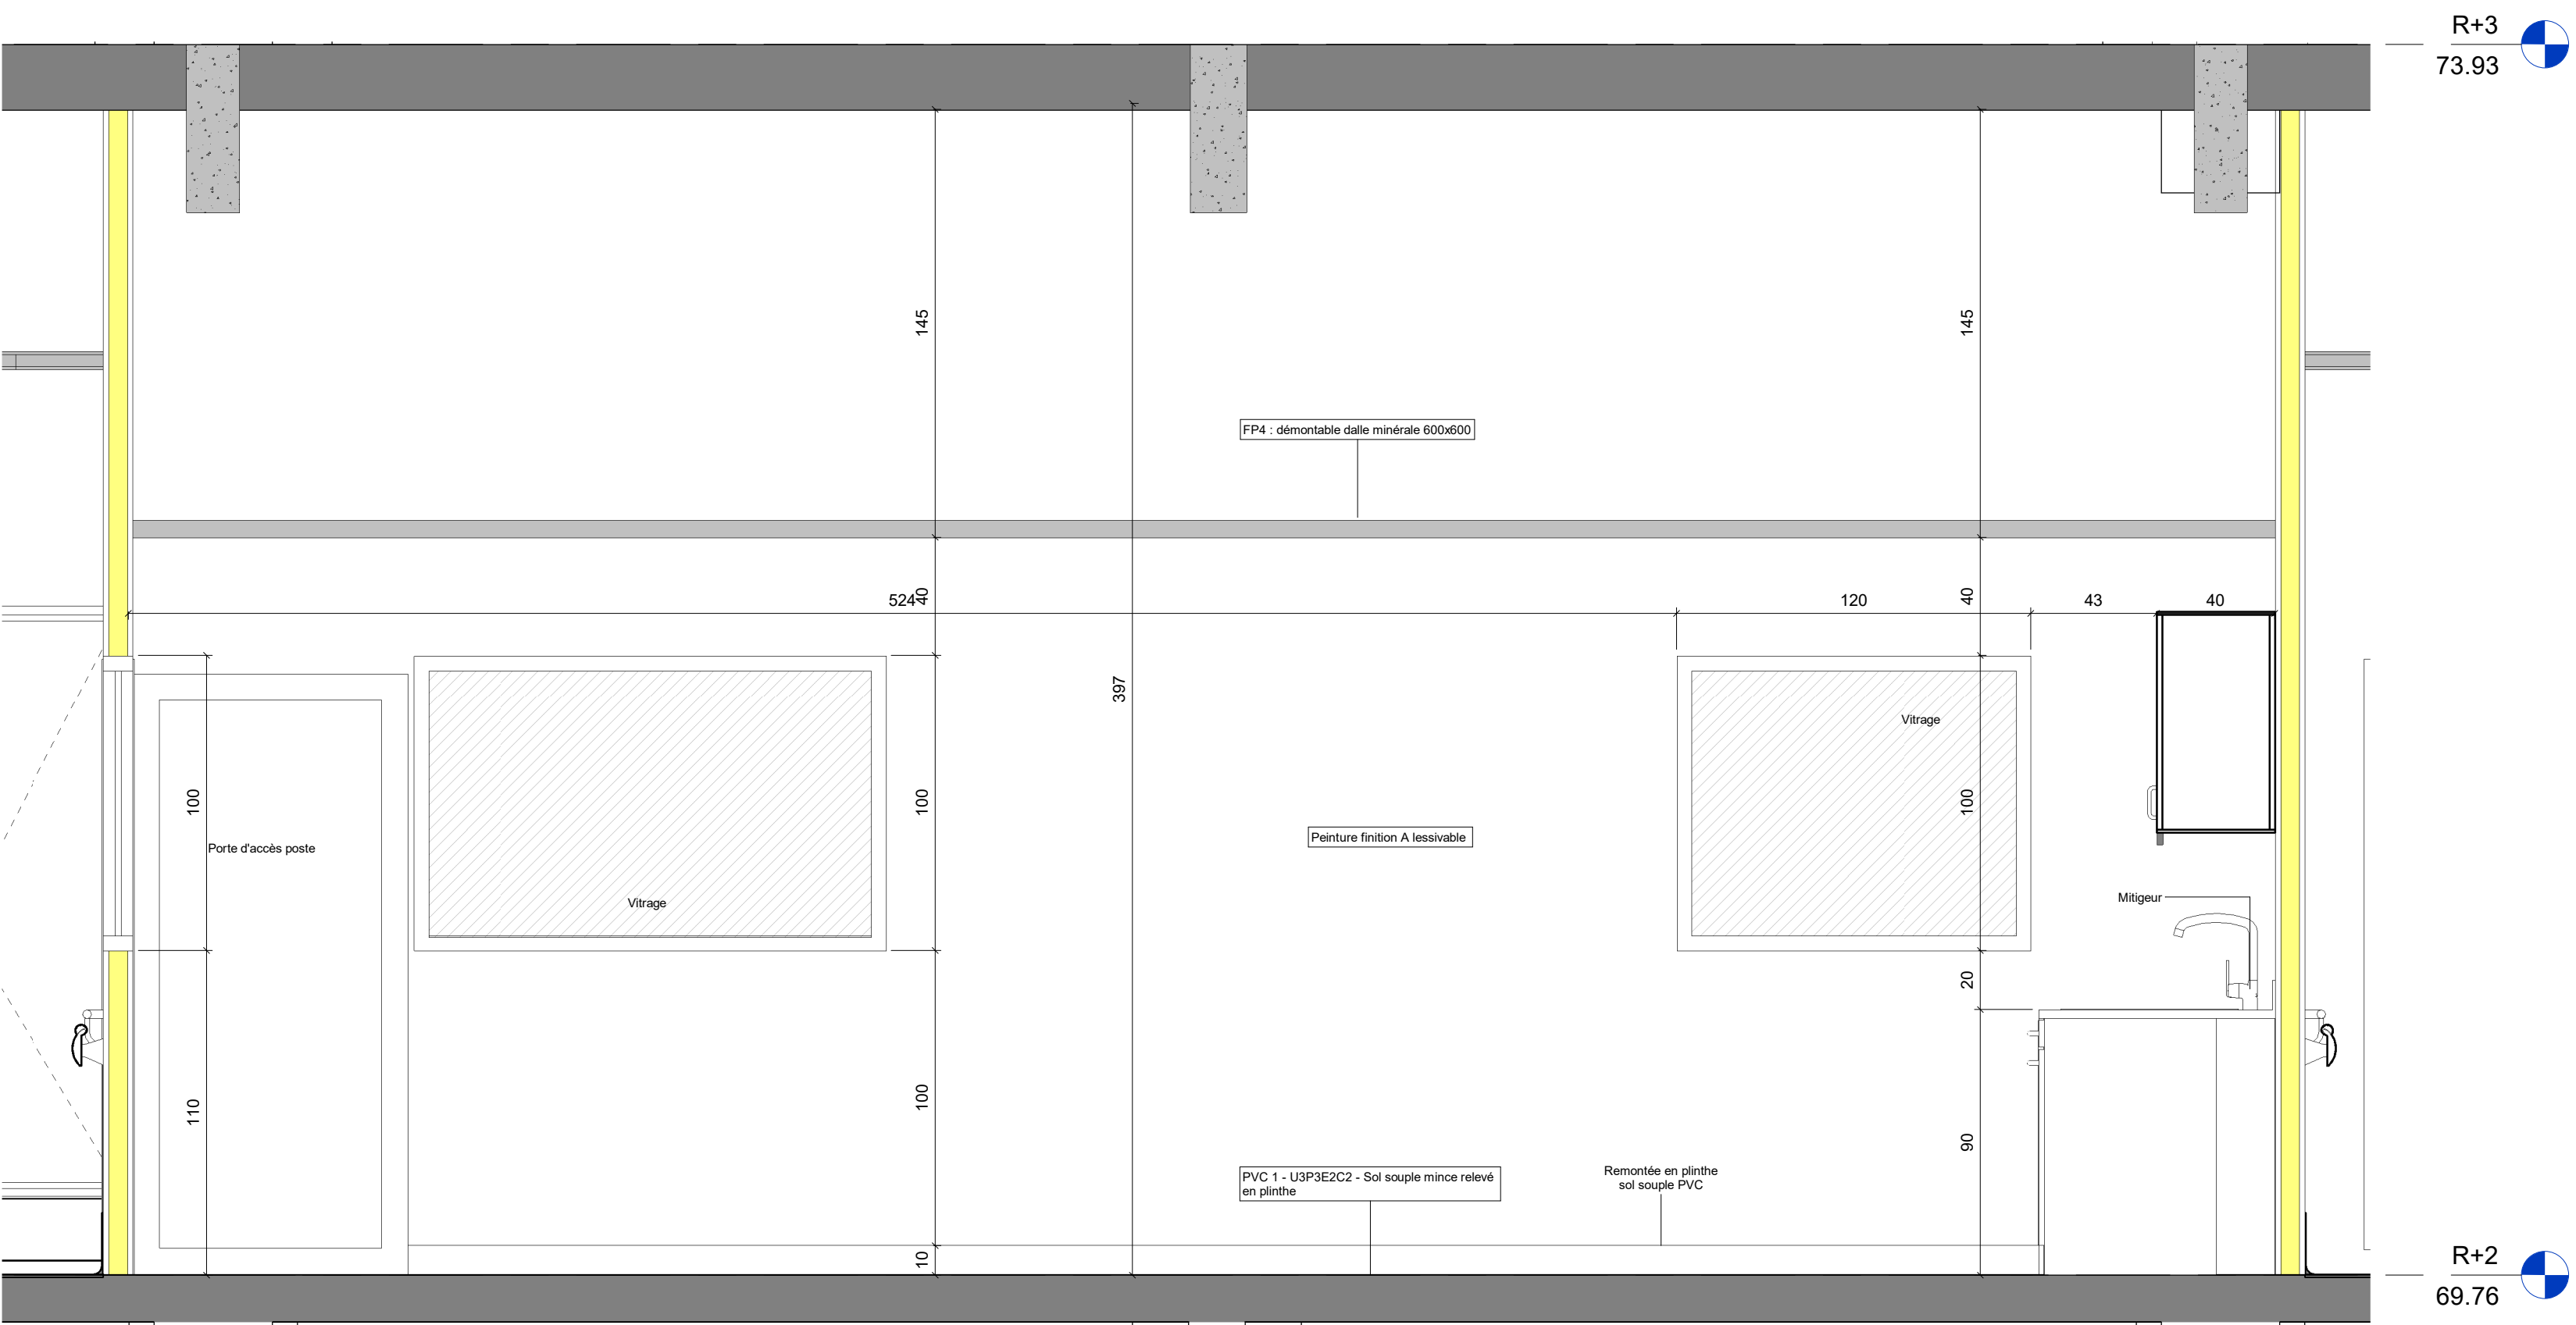 R+3
73.93
145
145
FP4 : démontable dalle minérale 600x600
524
40
120
40
43
40
397
Vitrage
100
100
100
Porte d'accès poste
Peinture finition A lessivable
Vitrage
Mitigeur
20
110
100
90
PVC 1 - U3P3E2C2 - Sol souple mince relevé
en plinthe
Remontée en plinthe
sol souple PVC
10
R+2
69.76